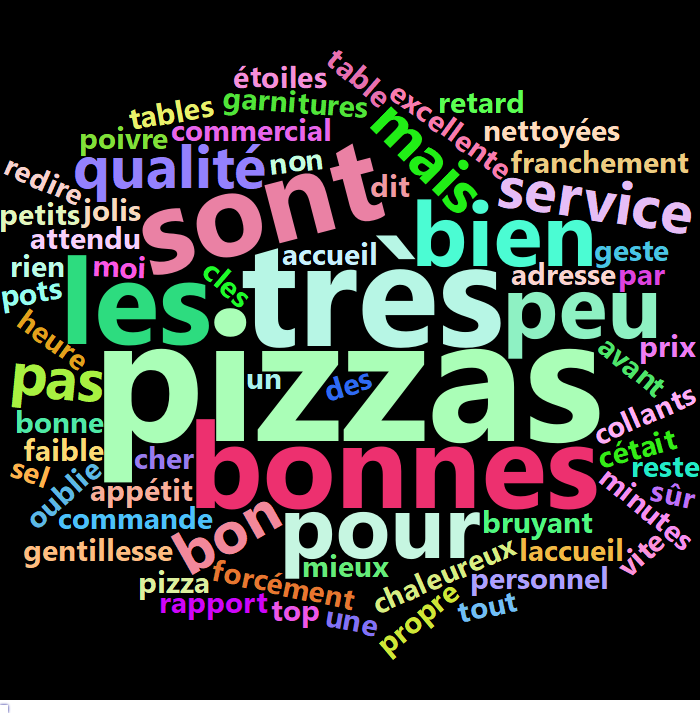 étoiles
table
garnitures
excellente
retard
tables
poivre
commercial
mais
nettoyées
qualité
non
franchement
redire
sont
dit
service
petits
jolis
bien
attendu
accueil
geste
rien
moi
cles
très
adresse
par
pots
les
peu
heure
pizzas
prix
avant
pas
un
des
bonne
bonnes
collants
faible
cher
cétait
reste
sel
oublie
appétit
minutes
sûr
commande
bon
pour
bruyant
gentillesse
mieux
chaleureux
laccueil
vites
pizza
forcément
personnel
rapport
top
une
propre
tout